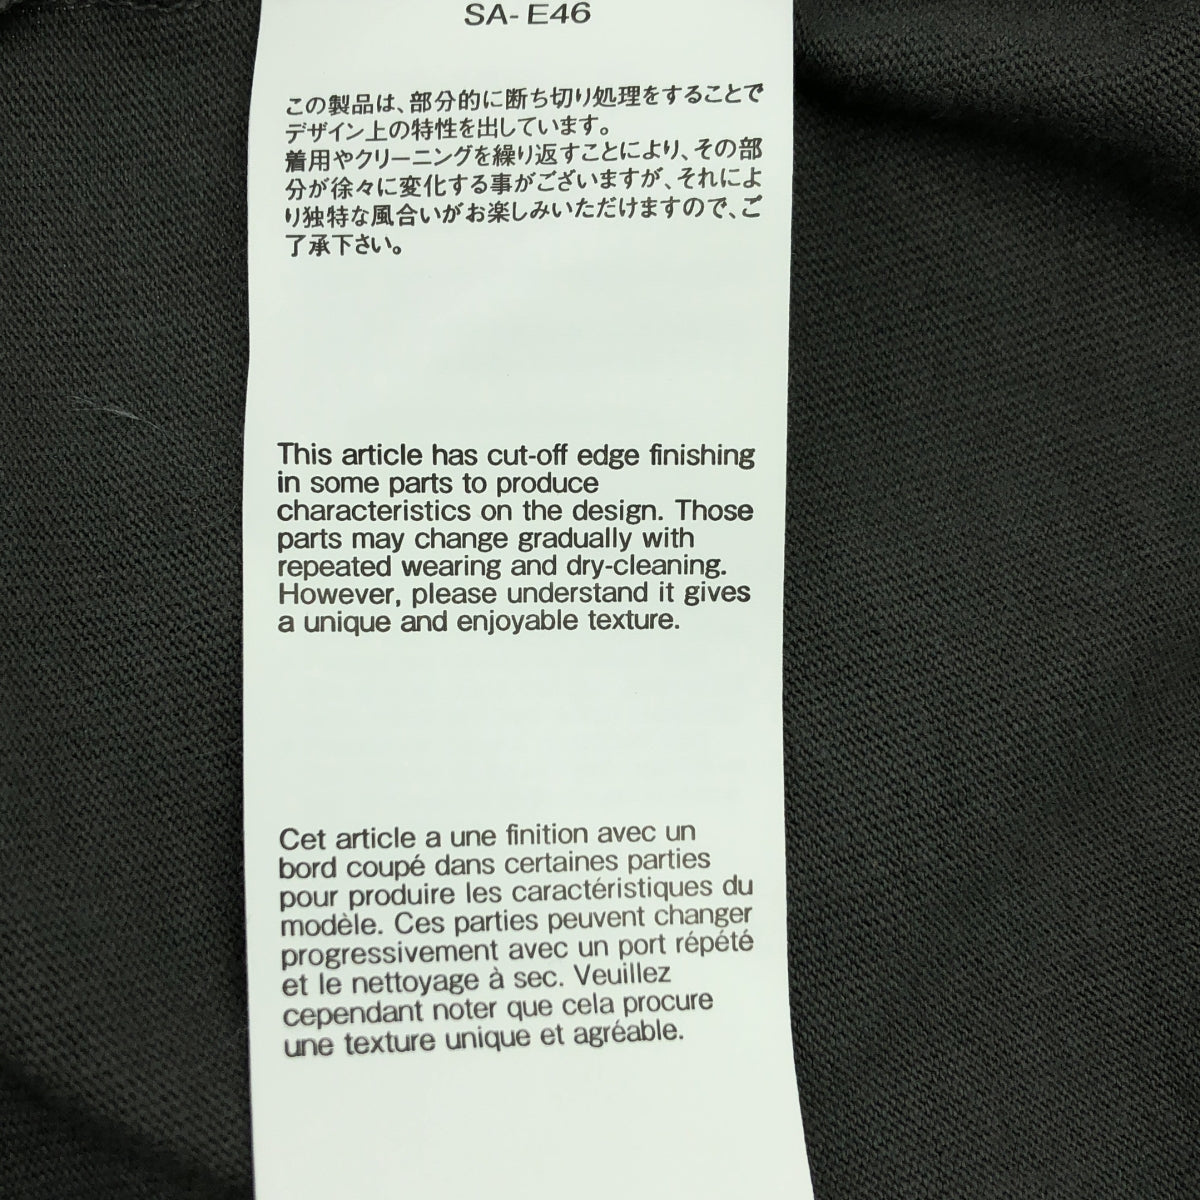 SA- E46
この製品は、部分的に断ち切り処理をすることで
デザイン上の特性を出しています。
着用やクリーニングを繰り返すことにより、その部
分が徐々に変化する事がございますが、それによ
り独特な風合いがお楽しみいただけますので、ご
了承下さい。
This article has cut-off edge finishing
in some parts to produce
characteristics on the design. Those
parts may change gradually with
repeated wearing and dry-cleaning.
However, please understand it gives
a unique and enjoyable texture.
Cet article a une finition avec un
bord coupé dans certaines parties
pour produire les caractéristiques du
modèle. Ces parties peuvent changer
progressivement avec un port répété
et le nettoyage à sec. Veuillez
cependant noter que cela procure
une texture unique et agréable.